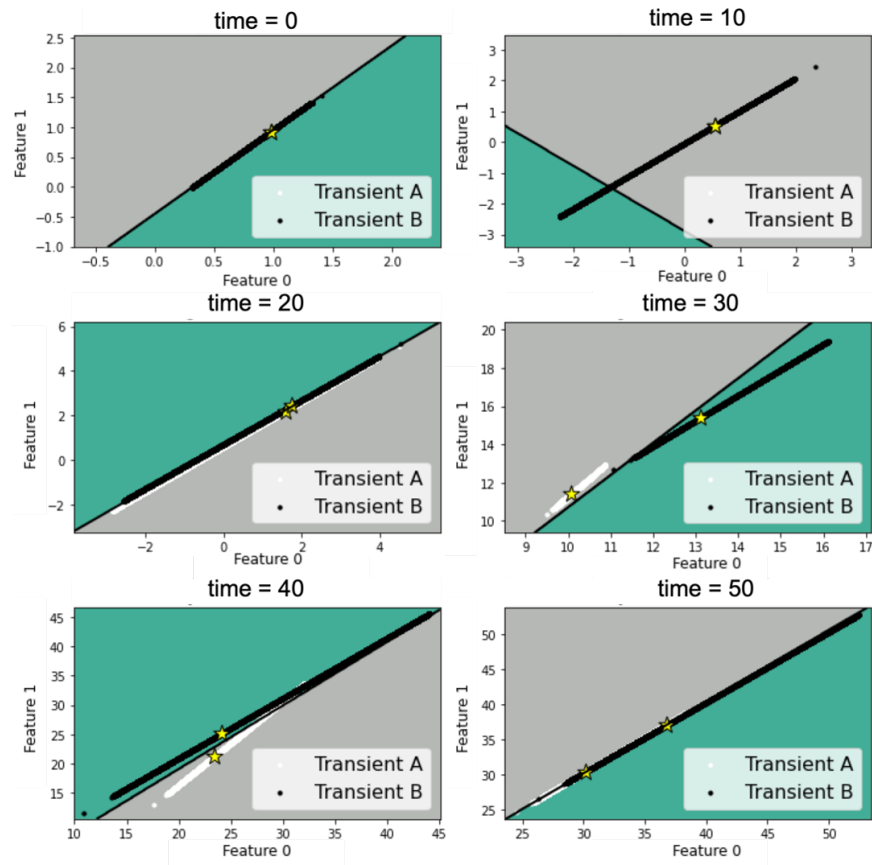 time = 0
2.5
2.0
1.5
1.0
0.5
0.0
−0.5
−1.0
Feature 1
−0.5 0.0 0.5 1.0 1.5 2.0
Feature 0
Transient A
Transient B
time = 10
3
2
1
0
−1
−2
−3
Feature 1
−3 −2 −1 0 1 2 3
Feature 0
Transient A
Transient B
time = 20
6
4
2
0
−2
Feature 1
−2 0 2 4
Feature 0
Transient A
Transient B
time = 30
20
18
16
14
12
10
Feature 1
9 10 11 12 13 14 15 16 17
Feature 0
Transient A
Transient B
time = 40
45
40
35
30
25
20
15
Feature 1
10 15 20 25 30 35 40 45
Feature 0
Transient A
Transient B
time = 50
50
45
40
35
30
25
Feature 1
25 30 35 40 45 50
Feature 0
Transient A
Transient B